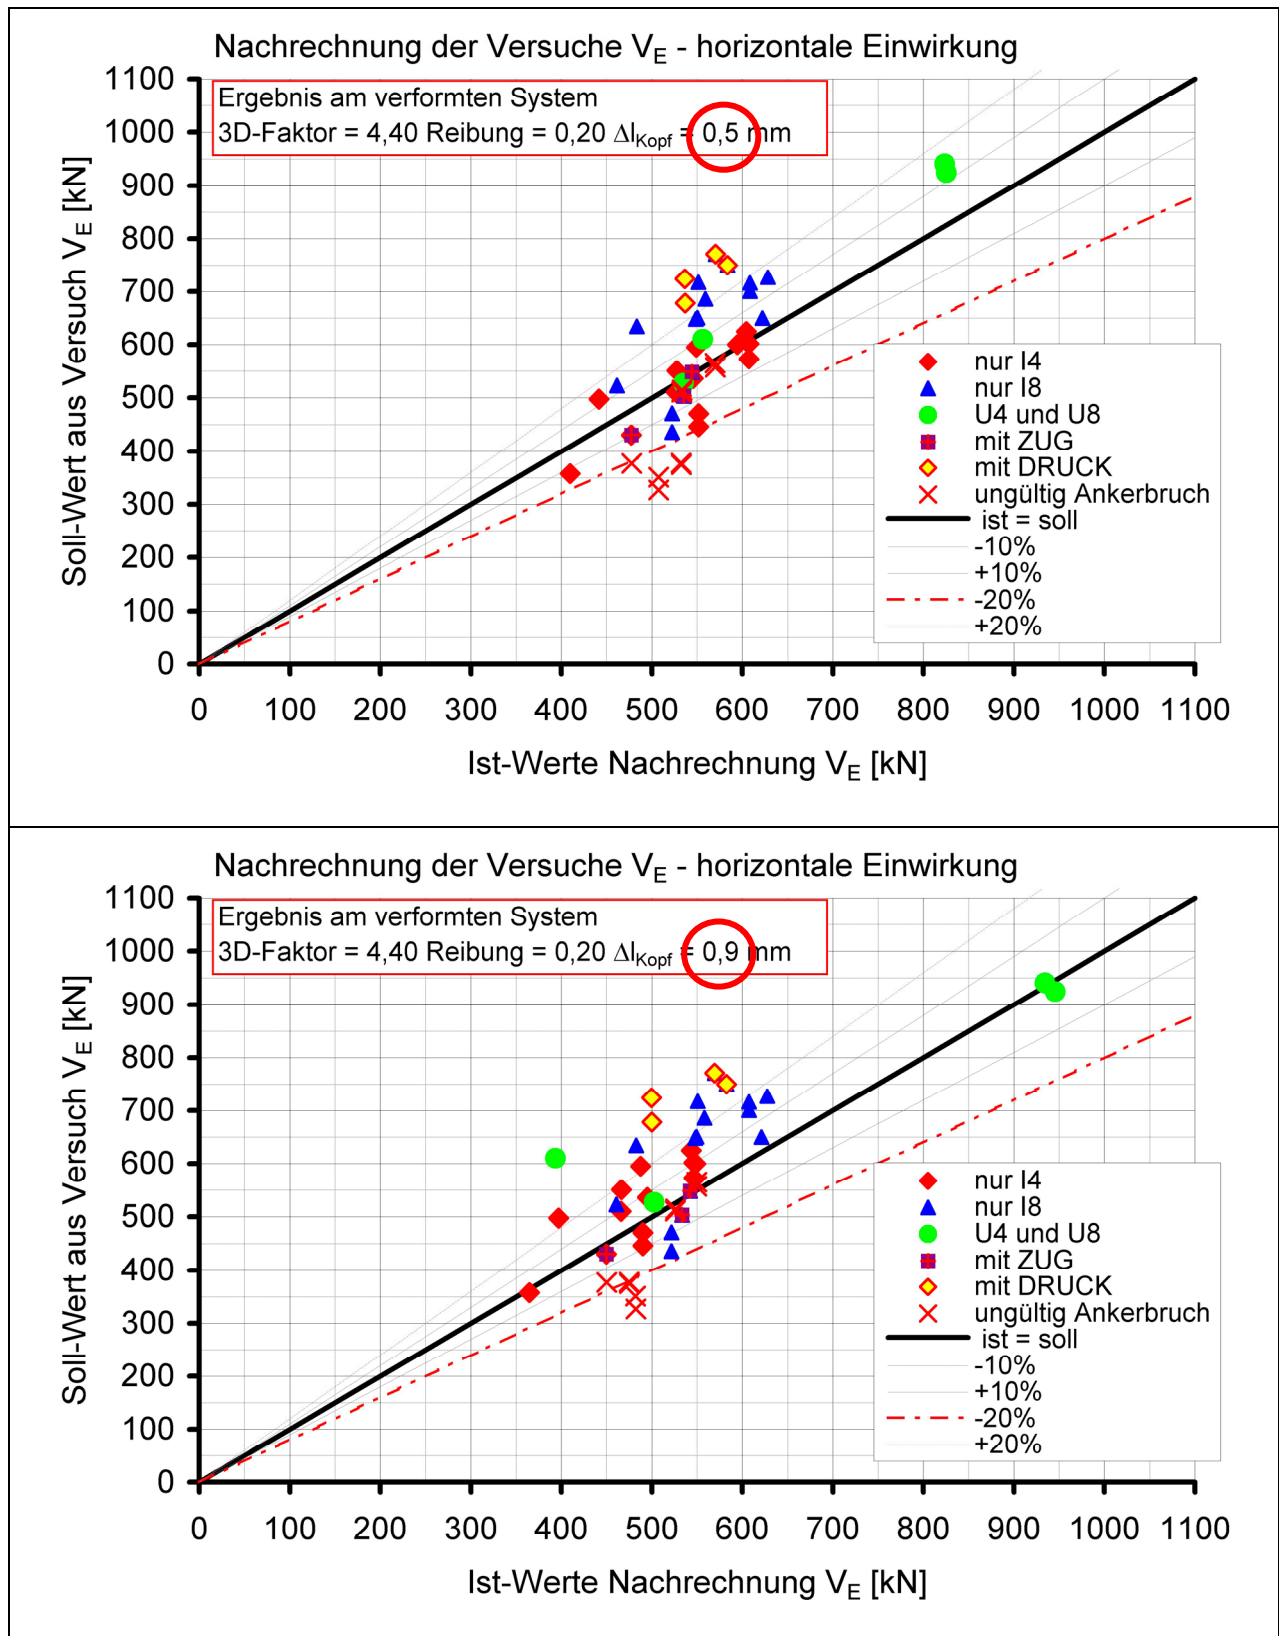 Nachrechnung der Versuche VE - horizontale Einwirkung
Ergebnis am verformten System
3D-Faktor = 4,40 Reibung = 0,20 ΔlKopf = 0,5 mm
Soll-Wert aus Versuch VE [kN]
1100
1000
900
800
700
600
500
400
300
200
100
0
nur I4
nur I8
U4 und U8
mit ZUG
mit DRUCK
ungültig Ankerbruch
ist = soll
-10%
+10%
-20%
+20%
0 100 200 300 400 500 600 700 800 900 1000 1100
Ist-Werte Nachrechnung VE [kN]
Nachrechnung der Versuche VE - horizontale Einwirkung
Ergebnis am verformten System
3D-Faktor = 4,40 Reibung = 0,20 ΔlKopf = 0,9 mm
Soll-Wert aus Versuch VE [kN]
1100
1000
900
800
700
600
500
400
300
200
100
0
nur I4
nur I8
U4 und U8
mit ZUG
mit DRUCK
ungültig Ankerbruch
ist = soll
-10%
+10%
-20%
+20%
0 100 200 300 400 500 600 700 800 900 1000 1100
Ist-Werte Nachrechnung VE [kN]